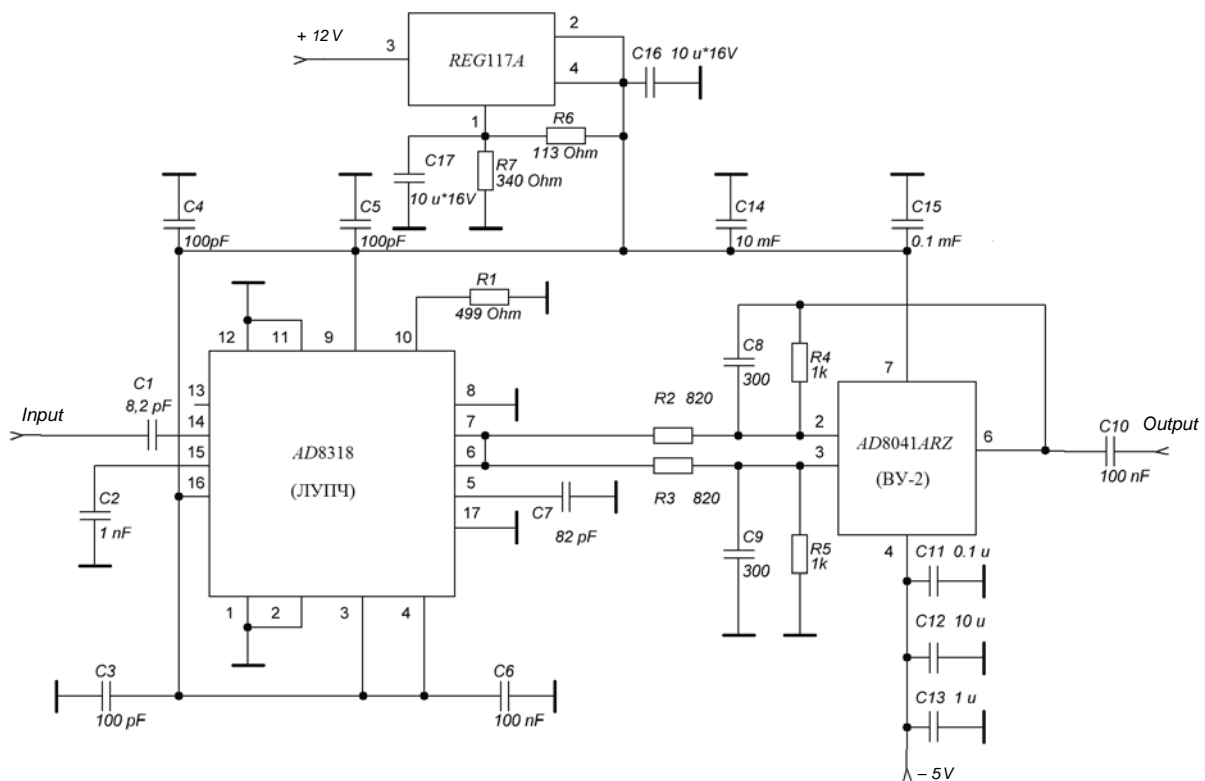 + 12 V
3
REG117A
2
4
1
C16 10 u*16V
R6
113 Ohm
C17
10 u*16V
R7
340 Ohm
C4
100pF
C5
100pF
C14
10 mF
C15
0.1 mF
R1
499 Ohm
12
11
9
10
Input
C1
8,2 pF
13
14
15
16
C2
1 nF
AD8318
(ЛУПЧ)
8
7
6
5
17
C7
82 pF
1
2
3
4
C3
100 pF
C6
100 nF
R2 820
R3 820
C8
300
R4
1k
C9
300
R5
1k
7
2
3
AD8041ARZ
(ВУ-2)
6
4
C10
100 nF
Output
C11 0.1 u
C12 10 u
C13 1 u
– 5V